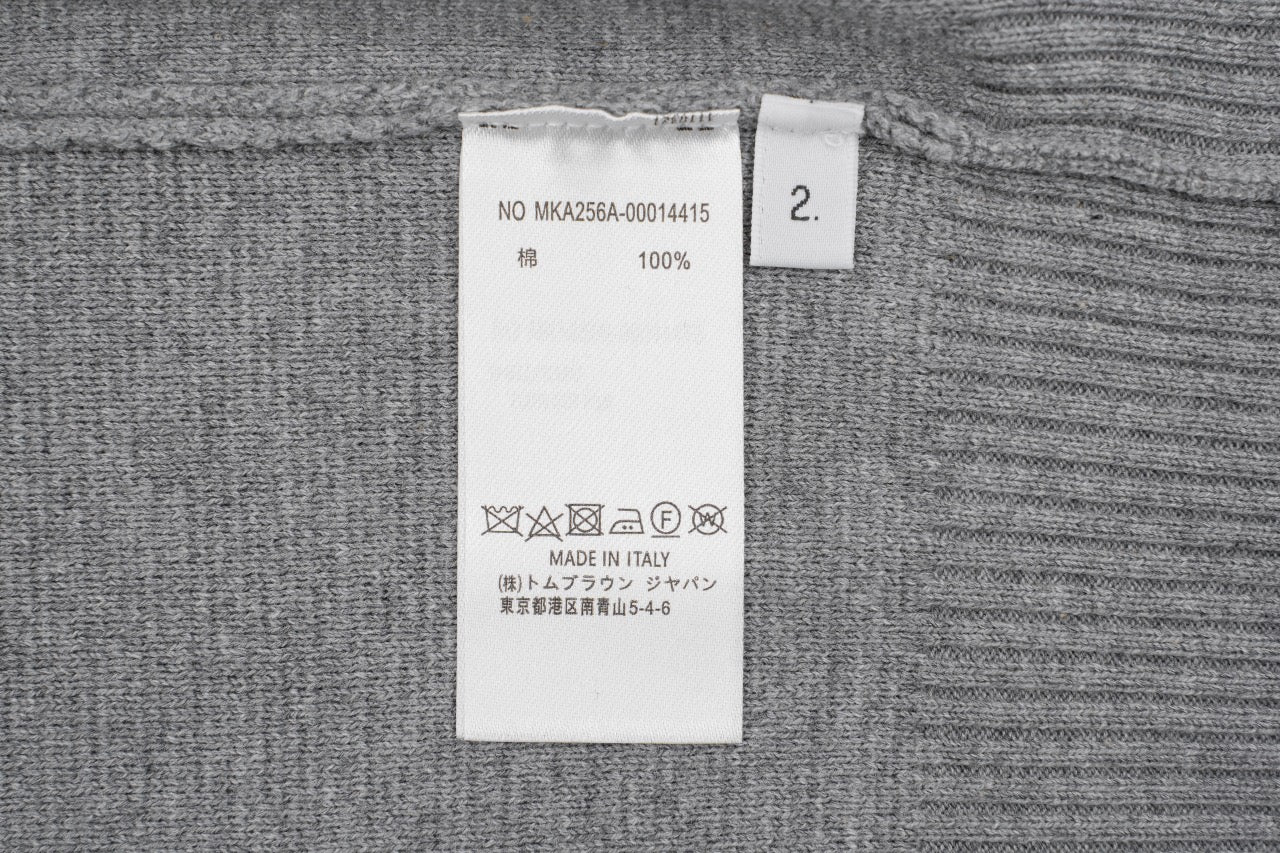 NO MKA256A-00014415
棉 100%
2.
F
W
MADE IN ITALY
(株)トムブラウン ジャパン
東京都港区南青山5-4-6